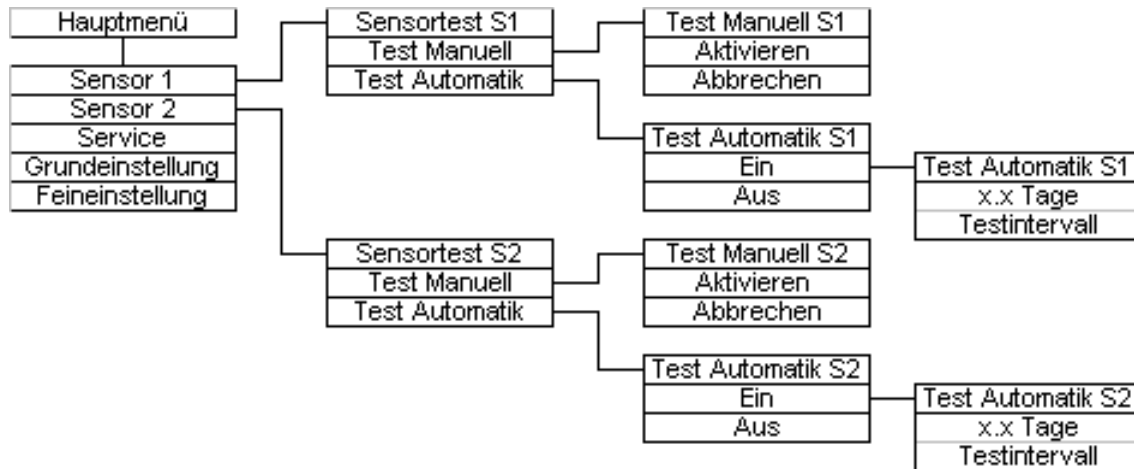 Hauptmenü
Sensor 1
Sensor 2
Service
Grundeinstellung
Feineinstellung
Sensortest S1
Test Manuell
Test Automatik
Test Manuell S1
Aktivieren
Abbrechen
Test Automatik S1
Ein
Aus
Test Automatik S1
x.x Tage
Testintervall
Sensortest S2
Test Manuell
Test Automatik
Test Manuell S2
Aktivieren
Abbrechen
Test Automatik S2
Ein
Aus
Test Automatik S2
x.x Tage
Testintervall